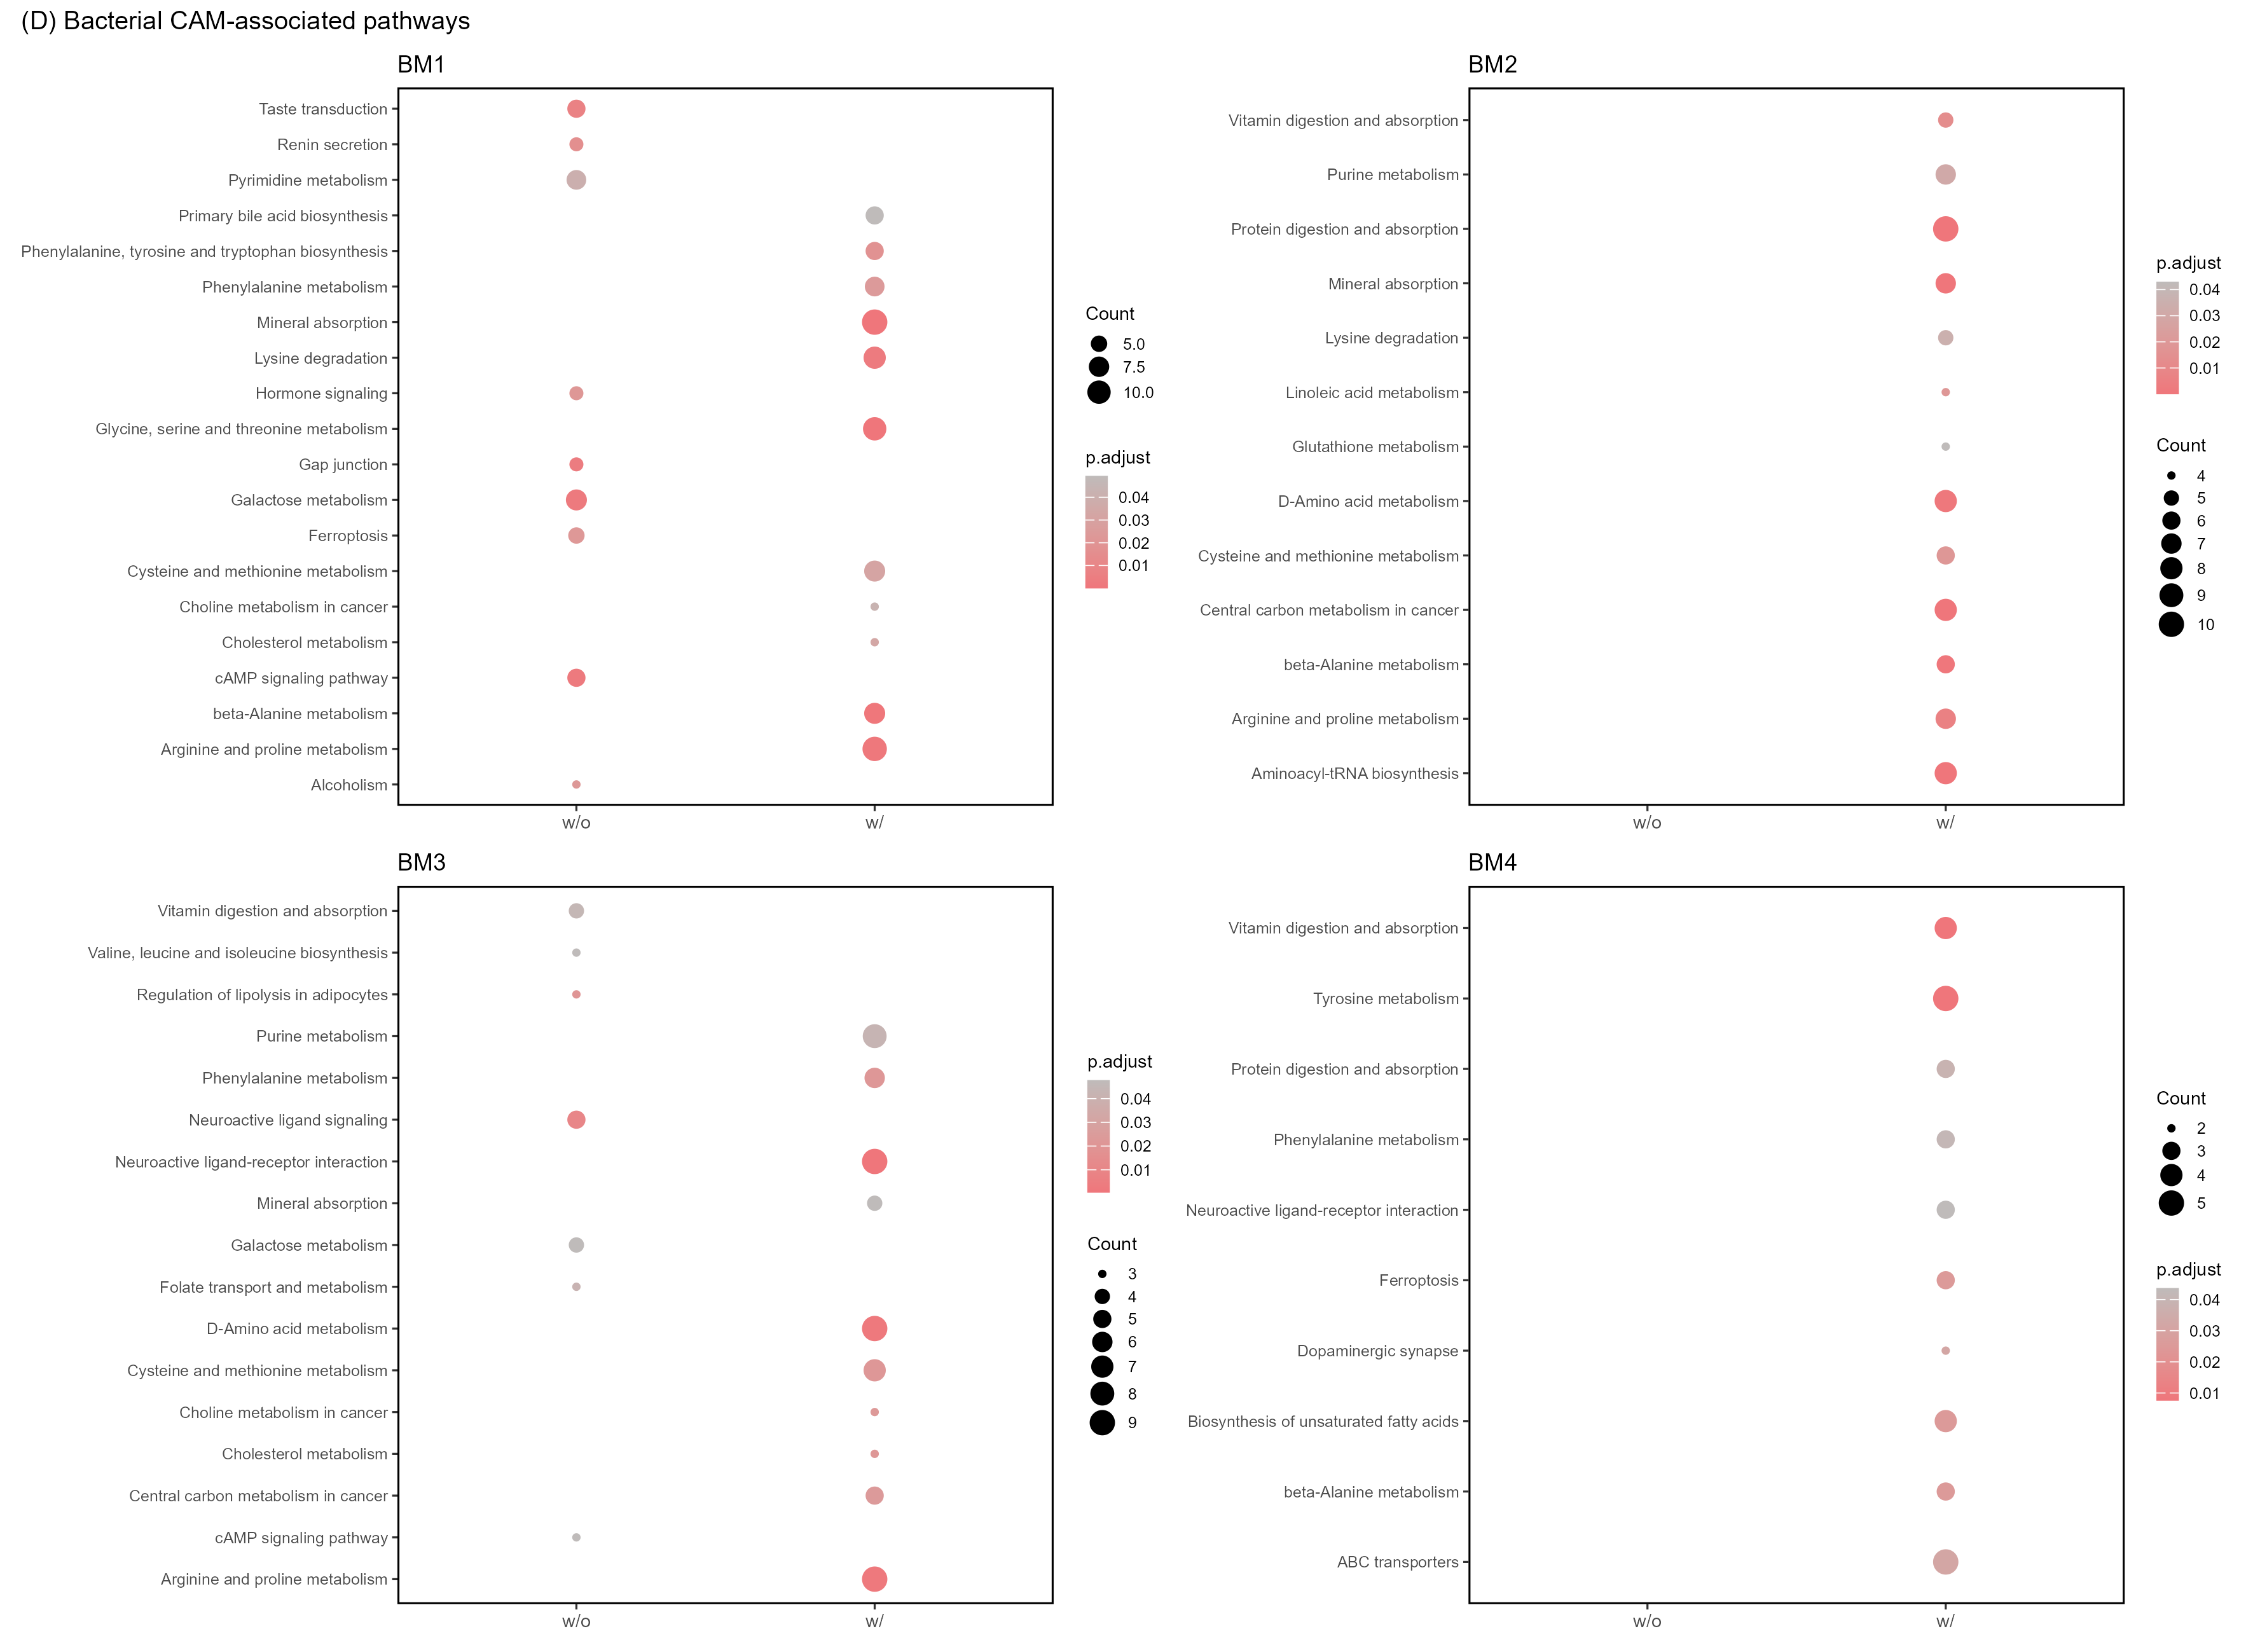 (D) Bacterial CAM-associated pathways
BM1
Taste transduction
Renin secretion
Pyrimidine metabolism
Primary bile acid biosynthesis
Phenylalanine, tyrosine and tryptophan biosynthesis
Phenylalanine metabolism
Mineral absorption
Lysine degradation
Hormone signaling
Glycine, serine and threonine metabolism
Gap junction
Galactose metabolism
Ferroptosis
Cysteine and methionine metabolism
Choline metabolism in cancer
Cholesterol metabolism
cAMP signaling pathway
beta-Alanine metabolism
Arginine and proline metabolism
Alcoholism
w/o
w/
Count
5.0
7.5
10.0
p.adjust
0.04
0.03
0.02
0.01
BM2
Vitamin digestion and absorption
Purine metabolism
Protein digestion and absorption
Mineral absorption
Lysine degradation
Linoleic acid metabolism
Glutathione metabolism
D-Amino acid metabolism
Cysteine and methionine metabolism
Central carbon metabolism in cancer
beta-Alanine metabolism
Arginine and proline metabolism
Aminoacyl-tRNA biosynthesis
w/o
w/
p.adjust
0.04
0.03
0.02
0.01
Count
4
5
6
7
8
9
10
BM3
Vitamin digestion and absorption
Valine, leucine and isoleucine biosynthesis
Regulation of lipolysis in adipocytes
Purine metabolism
Phenylalanine metabolism
Neuroactive ligand signaling
Neuroactive ligand-receptor interaction
Mineral absorption
Galactose metabolism
Folate transport and metabolism
D-Amino acid metabolism
Cysteine and methionine metabolism
Choline metabolism in cancer
Cholesterol metabolism
Central carbon metabolism in cancer
cAMP signaling pathway
Arginine and proline metabolism
w/o
w/
p.adjust
0.04
0.03
0.02
0.01
Count
3
4
5
6
7
8
9
BM4
Vitamin digestion and absorption
Tyrosine metabolism
Protein digestion and absorption
Phenylalanine metabolism
Neuroactive ligand-receptor interaction
Ferroptosis
Dopaminergic synapse
Biosynthesis of unsaturated fatty acids
beta-Alanine metabolism
ABC transporters
w/o
w/
Count
2
3
4
5
p.adjust
0.04
0.03
0.02
0.01